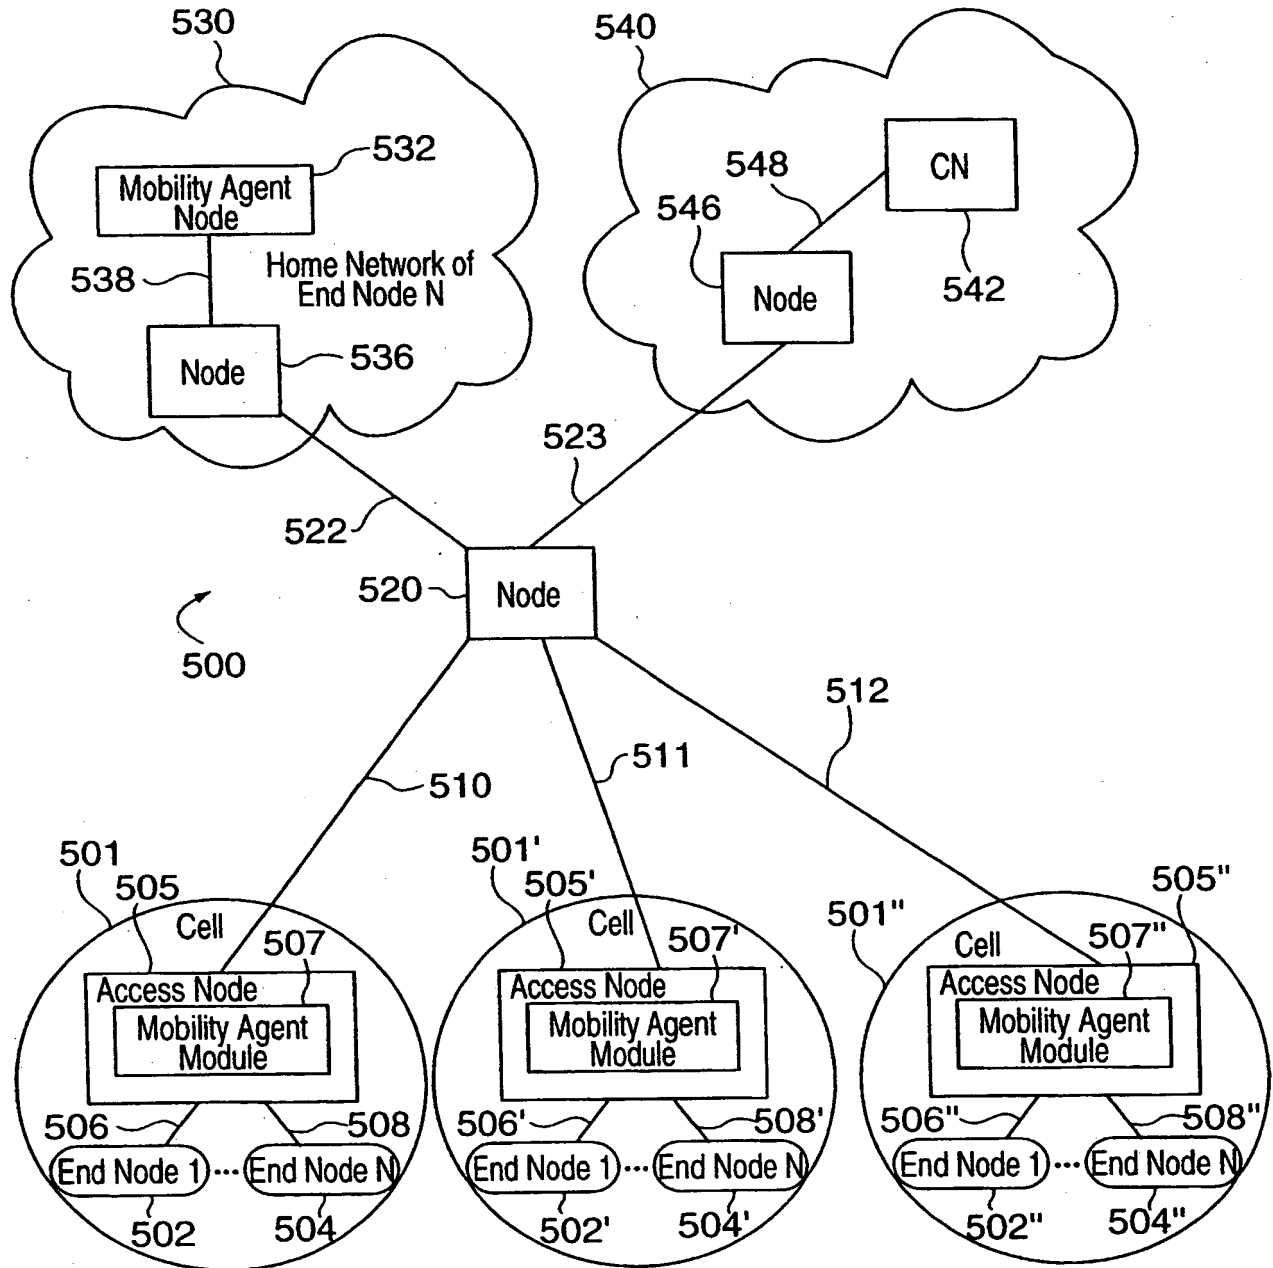 530
540
532
Mobility Agent
Node
538
Home Network of
End Node N
Node
536
548
CN
546
Node
542
523
522
520
Node
500
512
511
510
501
505
Cell
507
Access Node
Mobility Agent
Module
506
508
End Node 1
...
End Node N
502
504
501'
505'
Cell
507'
Access Node
Mobility Agent
Module
506'
508'
End Node 1
...
End Node N
502'
504'
505"
501"
Cell
507"
Access Node
Mobility Agent
Module
506"
508"
End Node 1
...
End Node N
502"
504"